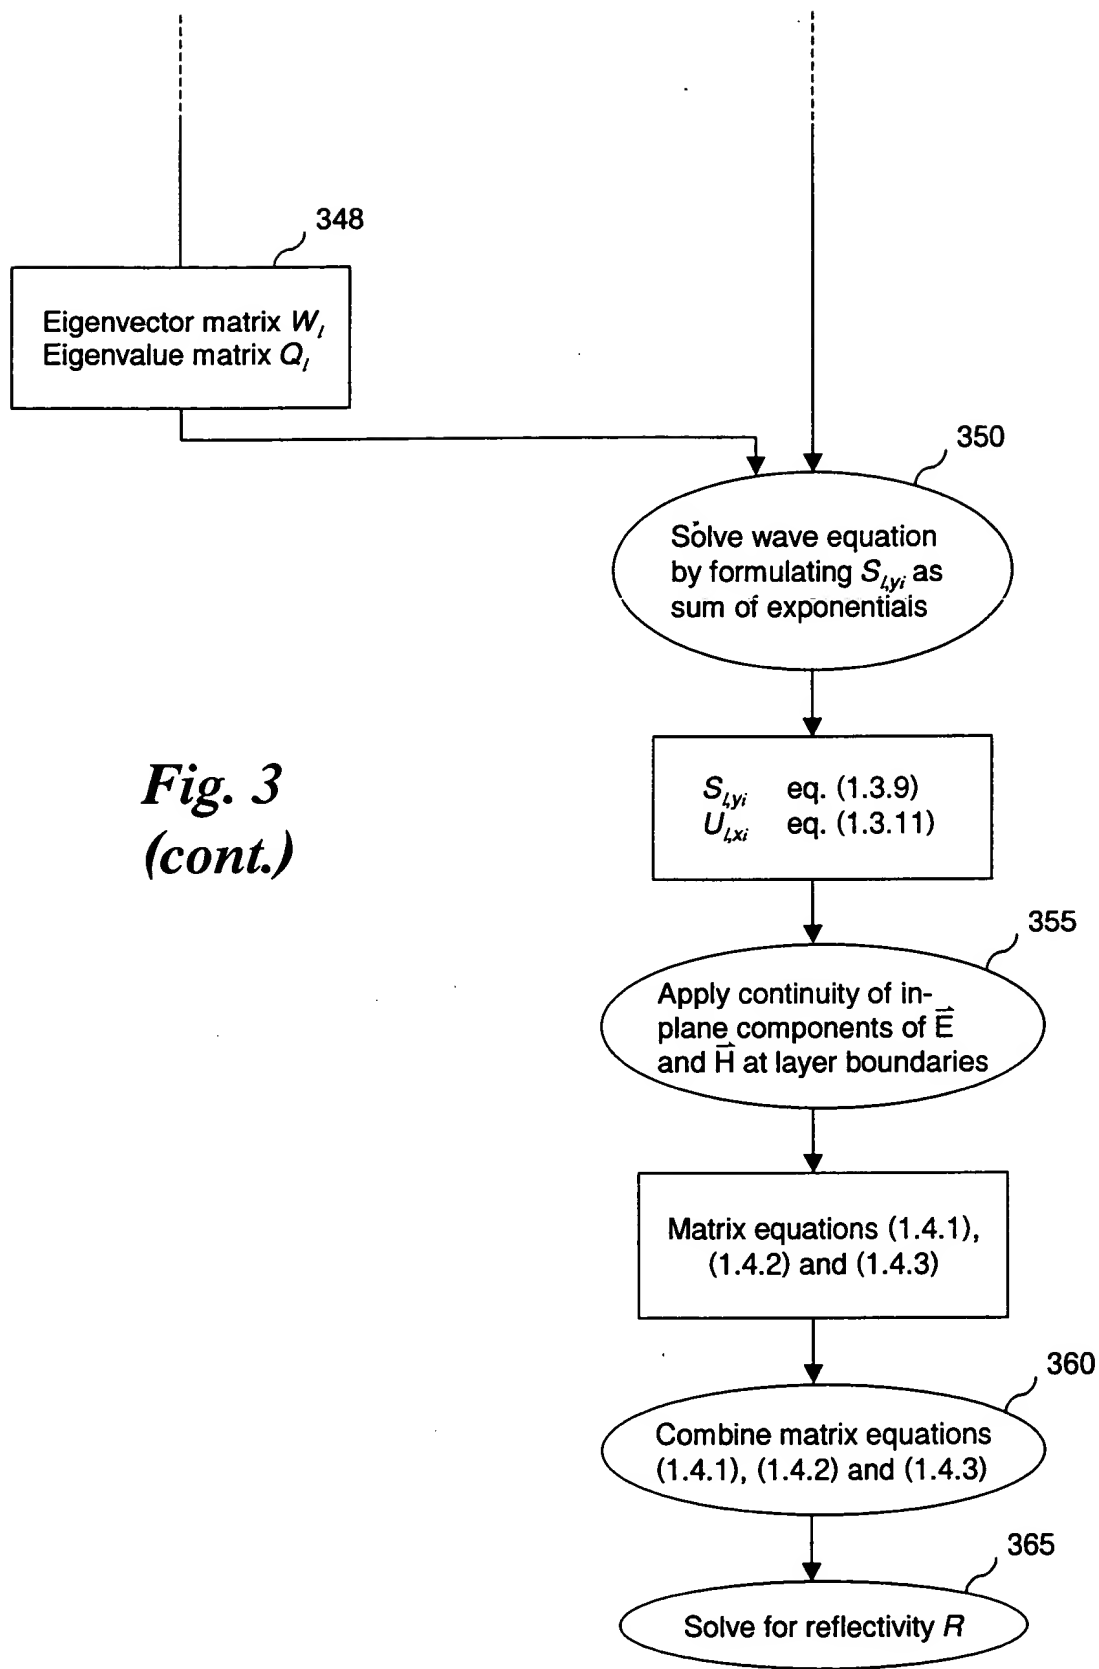 348
Eigenvector matrix W_l
Eigenvalue matrix Q_l
350
Solve wave equation
by formulating S_{l,yi} as
sum of exponentials
Fig. 3
(cont.)
S_{l,yi} eq. (1.3.9)
U_{l,xi} eq. (1.3.11)
355
Apply continuity of in-
plane components of E⃗
and H⃗ at layer boundaries
Matrix equations (1.4.1),
(1.4.2) and (1.4.3)
360
Combine matrix equations
(1.4.1), (1.4.2) and (1.4.3)
365
Solve for reflectivity R